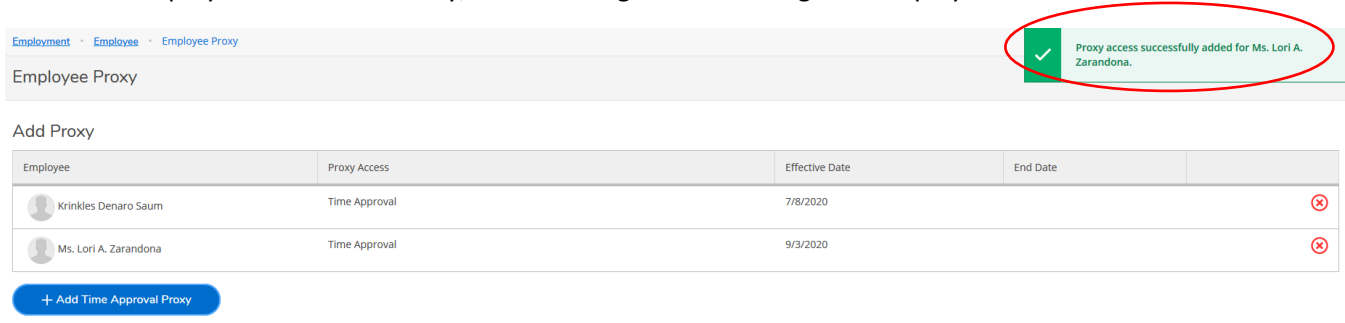 Employment · Employee · Employee Proxy
Proxy access successfully added for Ms. Lori A.
Zarandona.
Employee Proxy
Add Proxy
Employee Proxy Access Effective Date End Date
Krinkles Denaro Saum Time Approval 7/8/2020
Ms. Lori A. Zarandona Time Approval 9/3/2020
+ Add Time Approval Proxy